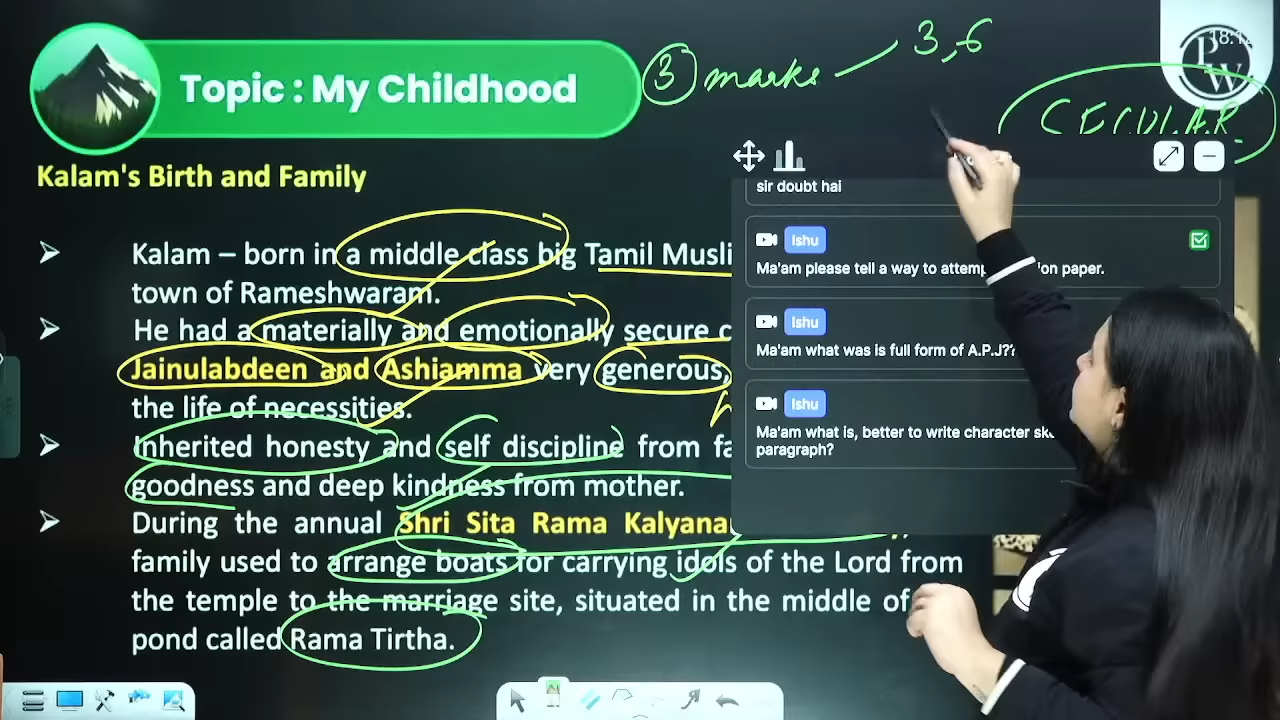 Topic : My Childhood
3 marks 3,6
18:1
PW
Kalam's Birth and Family
➢ Kalam – born in a middle class big Tamil Musli
town of Rameshwaram.
➢ He had a materially and emotionally secure c
Jainulabdeen and Ashiamma very generous,
the life of necessities.
➢ Inherited honesty and self discipline from fa
goodness and deep kindness from mother.
➢ During the annual Shri Sita Rama Kalyana
family used to arrange boats for carrying idols of the Lord from
the temple to the marriage site, situated in the middle of
pond called Rama Tirtha.
sir doubt hai
Ishu
Ma'am please tell a way to attemp on paper.
Ishu
Ma'am what was is full form of A.P.J??
Ishu
Ma'am what is, better to write character ske
paragraph?